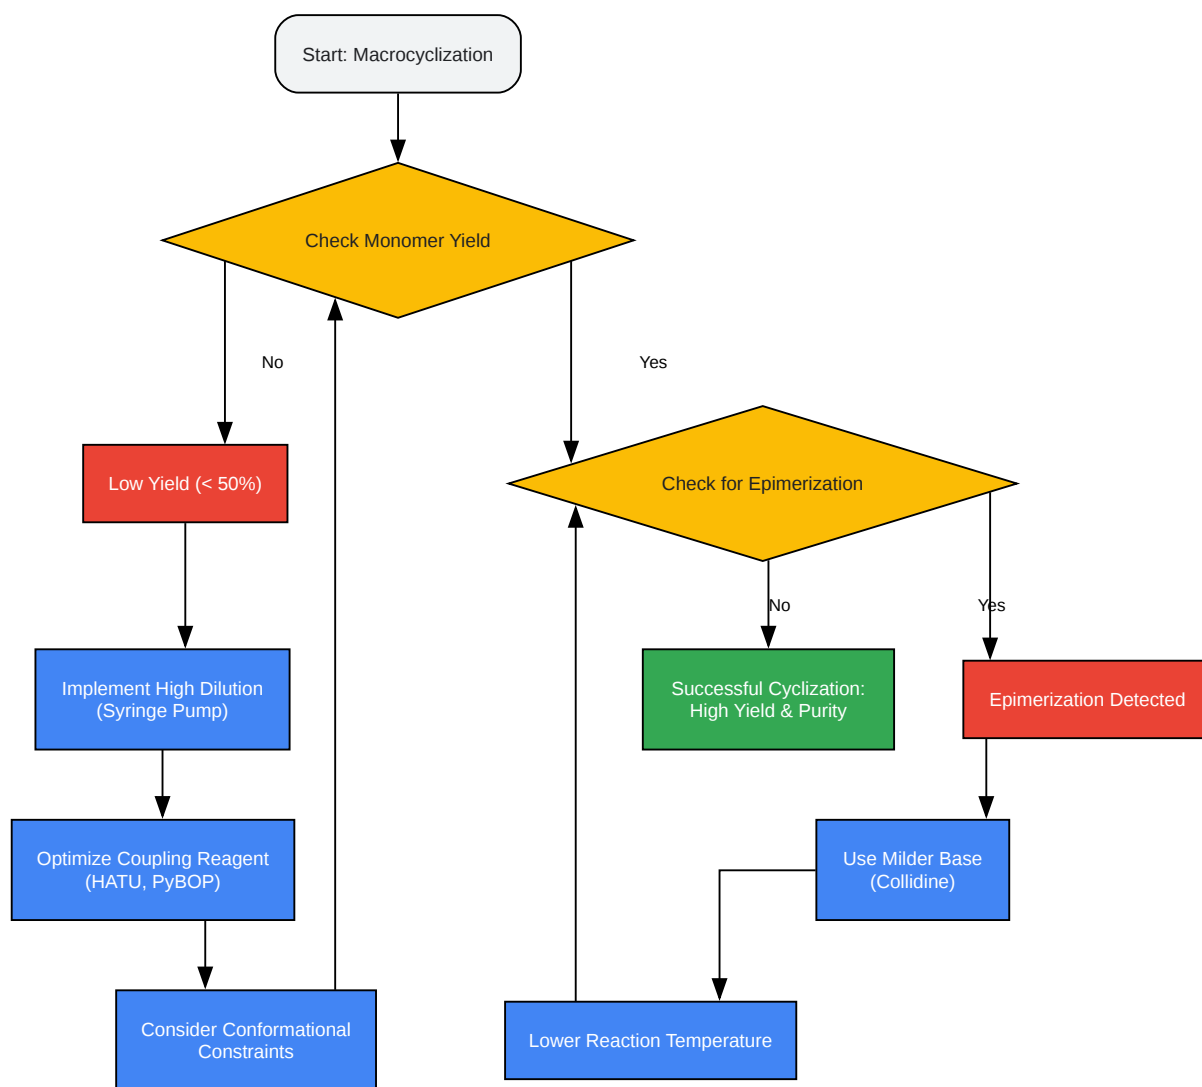 Start: Macrocyclization
Check Monomer Yield
No
Yes
Low Yield (< 50%)
Check for Epimerization
No
Yes
Implement High Dilution
(Syringe Pump)
Successful Cyclization:
High Yield & Purity
Epimerization Detected
Optimize Coupling Reagent
(HATU, PyBOP)
Use Milder Base
(Collidine)
Consider Conformational
Constraints
Lower Reaction Temperature